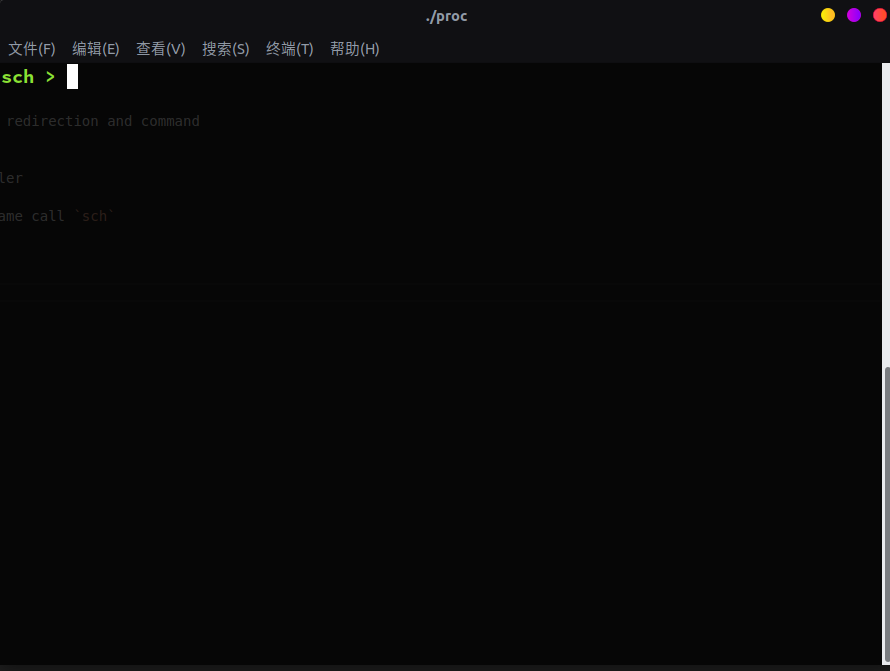 ./proc
文件(F) 编辑(E) 查看(V) 搜索(S) 终端(T) 帮助(H)
sch >
redirection and command
ler
ame call `sch`